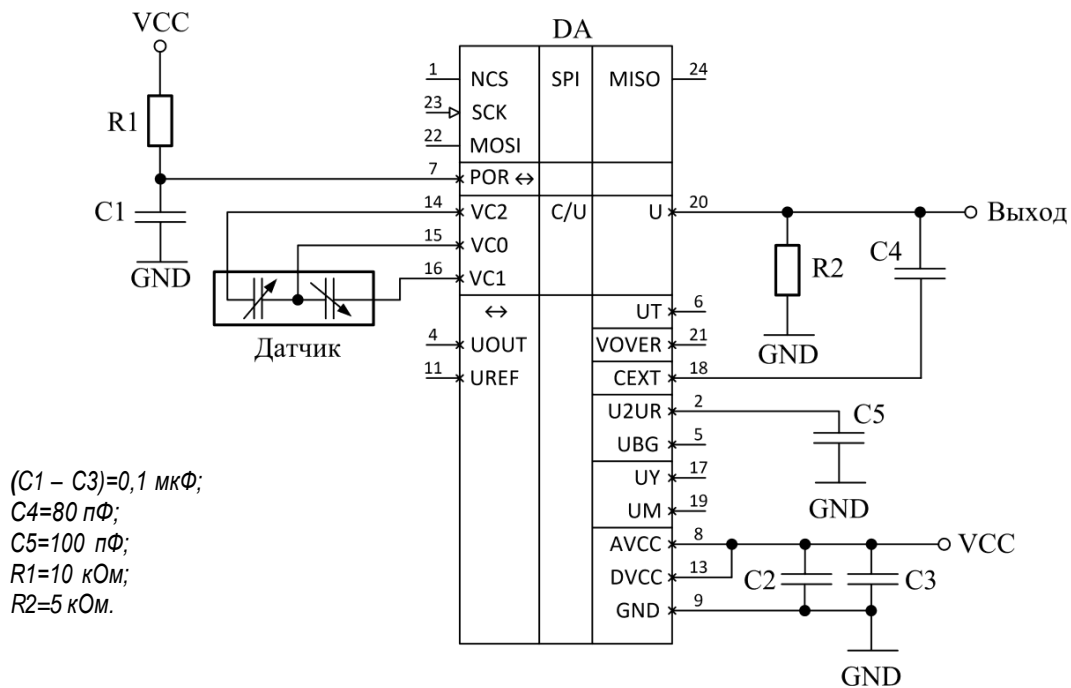 VCC
R1
C1
GND
DA
1 NCS SPI MISO 24
23 SCK
22 MOSI
7 POR ↔
14 VC2 C/U U 20
15 VC0
16 VC1
Датчик
↔
4 UOUT
11 UREF
UT 6
VOVER 21
CEXT 18
U2UR 2
UBG 5
UY 17
UM 19
AVCC 8
DVCC 13
GND 9
Выход
R2
C4
GND
C5
GND
VCC
C2
C3
GND
(C1 – C3)=0,1 мкФ;
C4=80 пФ;
C5=100 пФ;
R1=10 кОм;
R2=5 кОм.